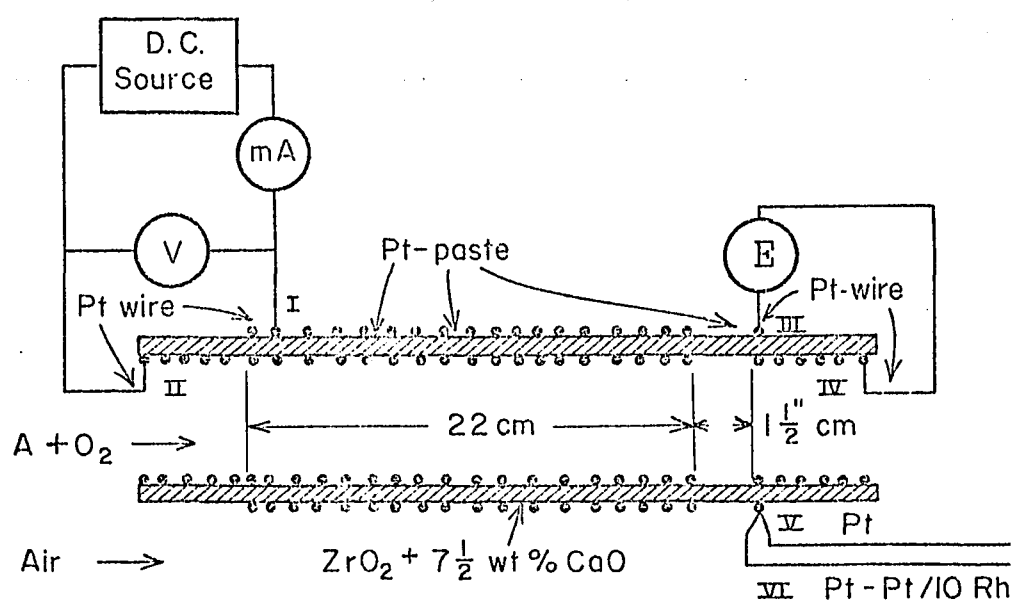 D.C.
Source
mA
V
E
Pt-paste
Pt wire
I
Pt-wire
III
II
IV
22 cm
1 1/2" cm
A + O₂
V
Pt
Air
ZrO₂ + 7 1/2 wt % CaO
VI
Pt - Pt/10 Rh